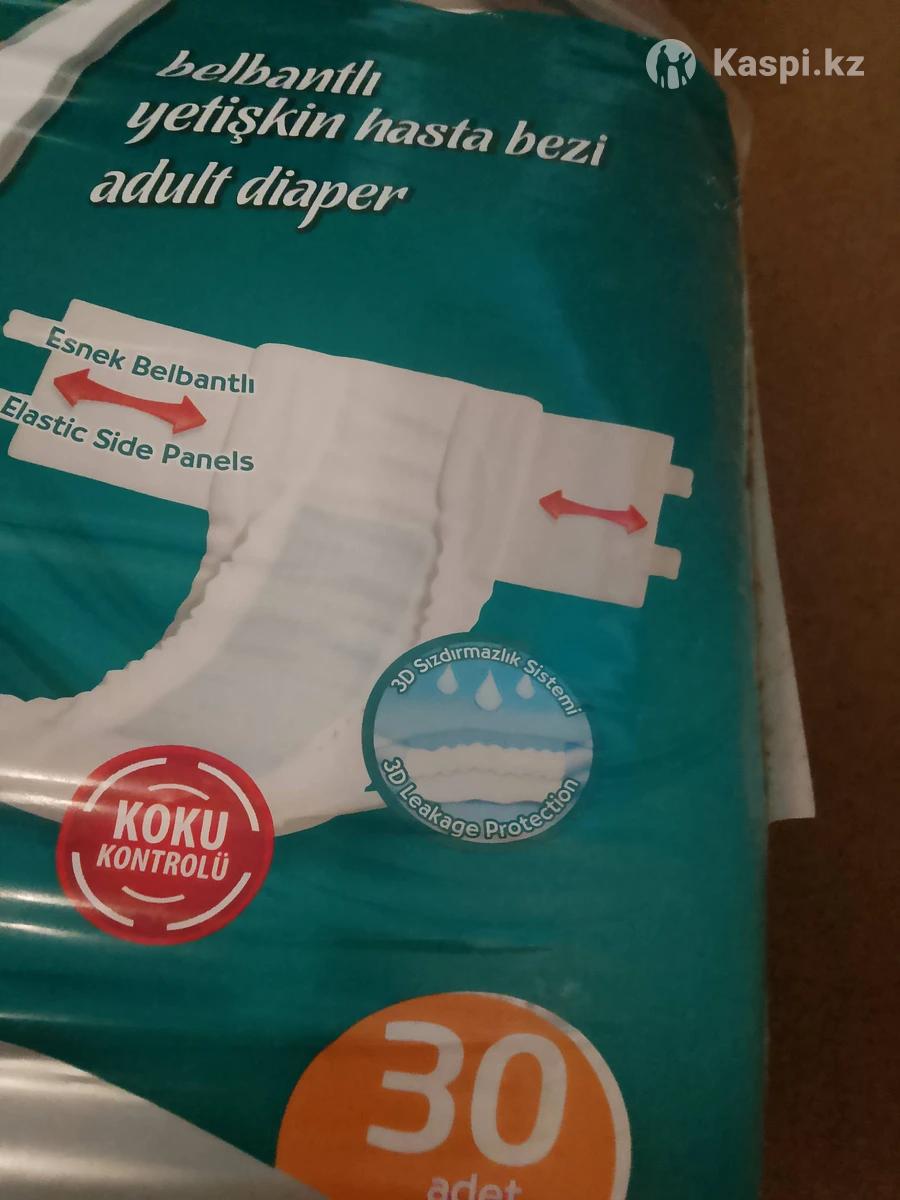 Kaspi.kz
belbantlı
yetişkin hasta bezi
adult diaper
Esnek Belbantlı
Elastic Side Panels
3D Sızdırmazlık Sistemi
3D Leakage Protection
KOKU
KONTROLÜ
30
adet